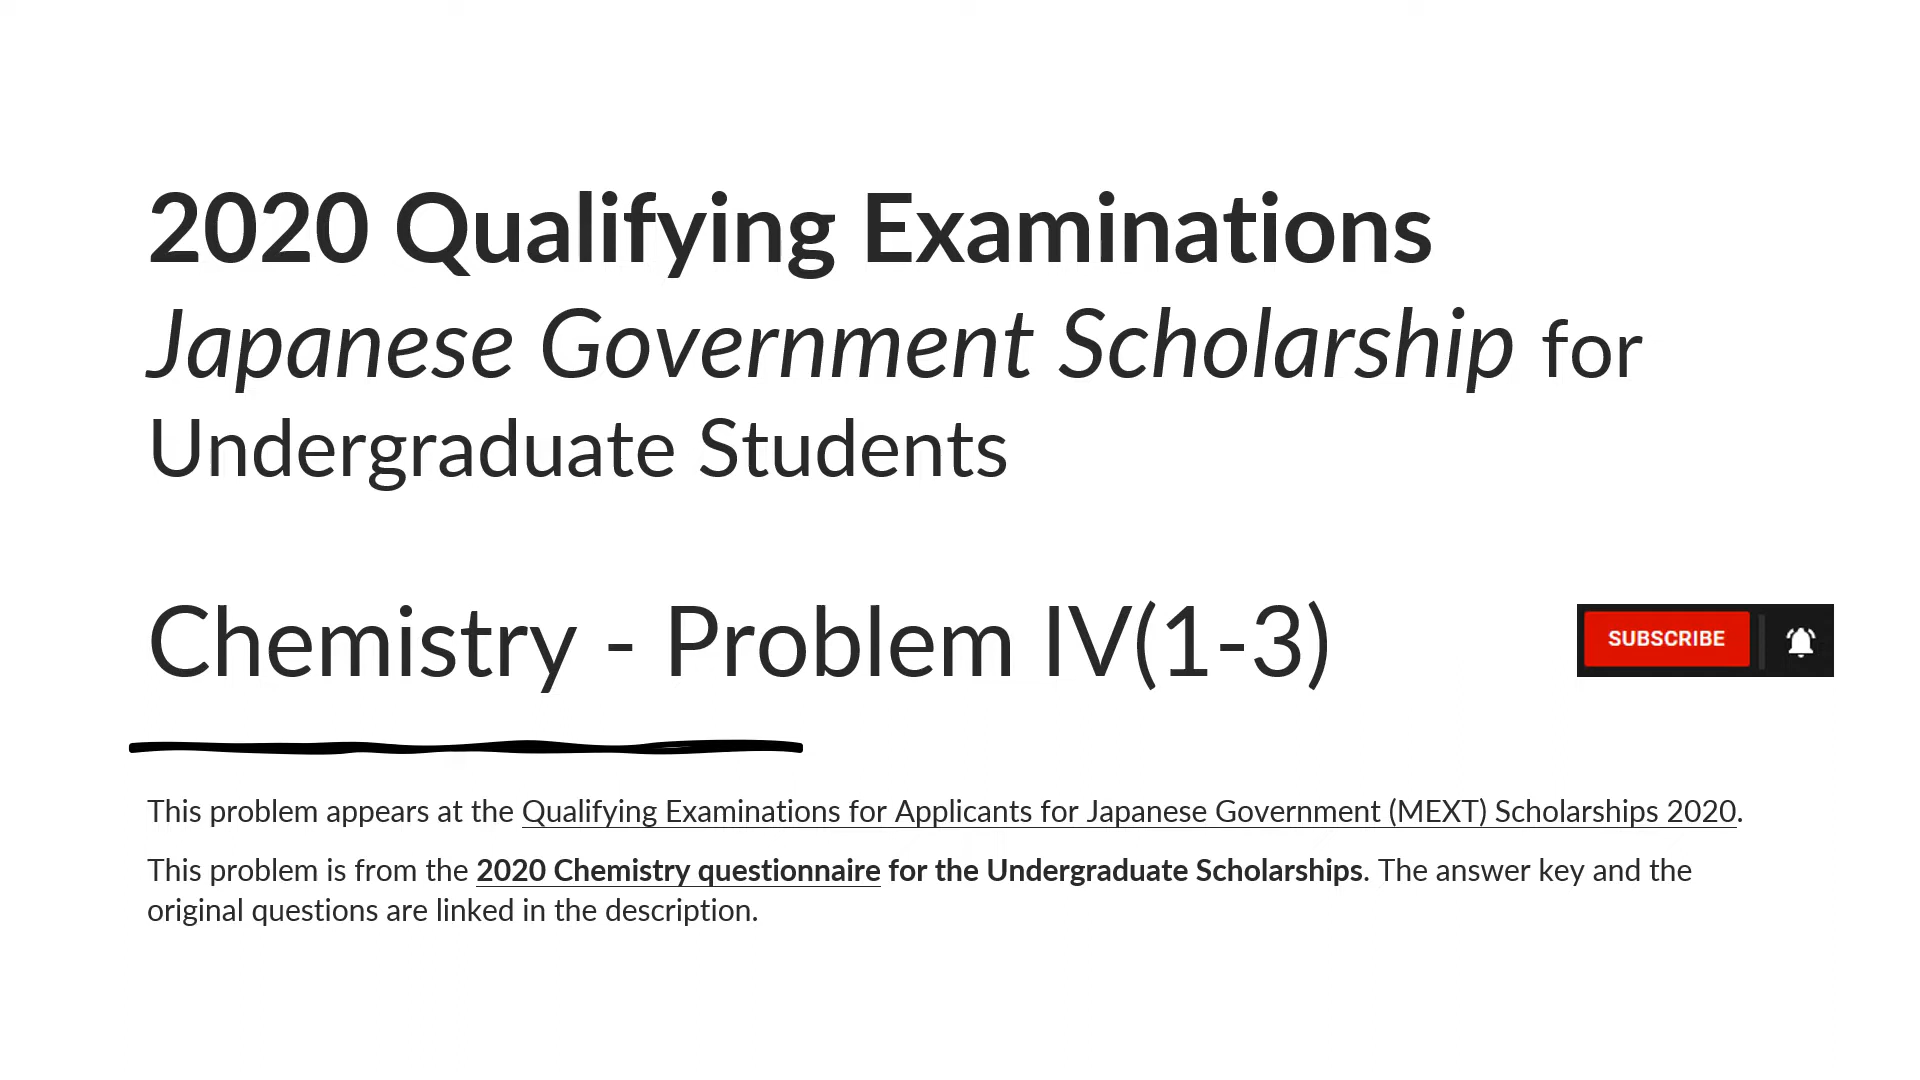 2020 Qualifying Examinations
Japanese Government Scholarship for
Undergraduate Students
Chemistry - Problem IV(1-3)
SUBSCRIBE
This problem appears at the Qualifying Examinations for Applicants for Japanese Government (MEXT) Scholarships 2020.
This problem is from the 2020 Chemistry questionnaire for the Undergraduate Scholarships. The answer key and the
original questions are linked in the description.